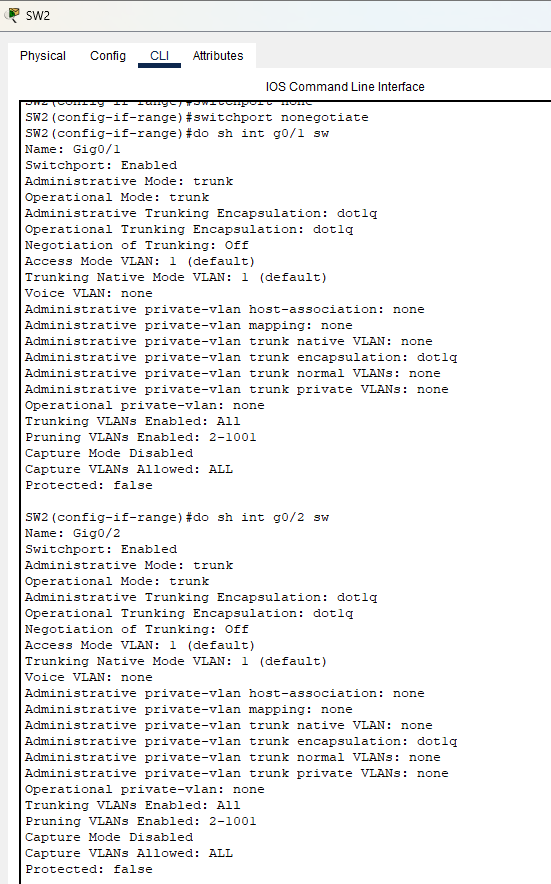 SW2
Physical Config CLI Attributes
IOS Command Line Interface
SW2(config-if-range)#switchport none
SW2(config-if-range)#switchport nonegotiate
SW2(config-if-range)#do sh int g0/1 sw
Name: Gig0/1
Switchport: Enabled
Administrative Mode: trunk
Operational Mode: trunk
Administrative Trunking Encapsulation: dot1q
Operational Trunking Encapsulation: dot1q
Negotiation of Trunking: Off
Access Mode VLAN: 1 (default)
Trunking Native Mode VLAN: 1 (default)
Voice VLAN: none
Administrative private-vlan host-association: none
Administrative private-vlan mapping: none
Administrative private-vlan trunk native VLAN: none
Administrative private-vlan trunk encapsulation: dot1q
Administrative private-vlan trunk normal VLANs: none
Administrative private-vlan trunk private VLANs: none
Operational private-vlan: none
Trunking VLANs Enabled: All
Pruning VLANs Enabled: 2-1001
Capture Mode Disabled
Capture VLANs Allowed: ALL
Protected: false
SW2(config-if-range)#do sh int g0/2 sw
Name: Gig0/2
Switchport: Enabled
Administrative Mode: trunk
Operational Mode: trunk
Administrative Trunking Encapsulation: dot1q
Operational Trunking Encapsulation: dot1q
Negotiation of Trunking: Off
Access Mode VLAN: 1 (default)
Trunking Native Mode VLAN: 1 (default)
Voice VLAN: none
Administrative private-vlan host-association: none
Administrative private-vlan mapping: none
Administrative private-vlan trunk native VLAN: none
Administrative private-vlan trunk encapsulation: dot1q
Administrative private-vlan trunk normal VLANs: none
Administrative private-vlan trunk private VLANs: none
Operational private-vlan: none
Trunking VLANs Enabled: All
Pruning VLANs Enabled: 2-1001
Capture Mode Disabled
Capture VLANs Allowed: ALL
Protected: false